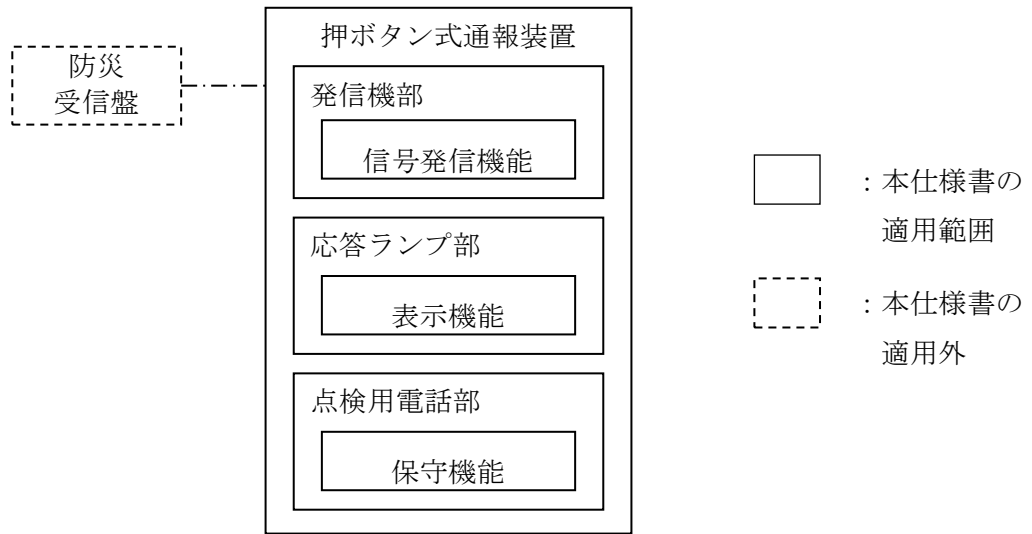 押ボタン式通報装置
防災
受信盤
発信機部
信号発信機能
応答ランプ部
表示機能
点検用電話部
保守機能
：本仕様書の
適用範囲
：本仕様書の
適用外